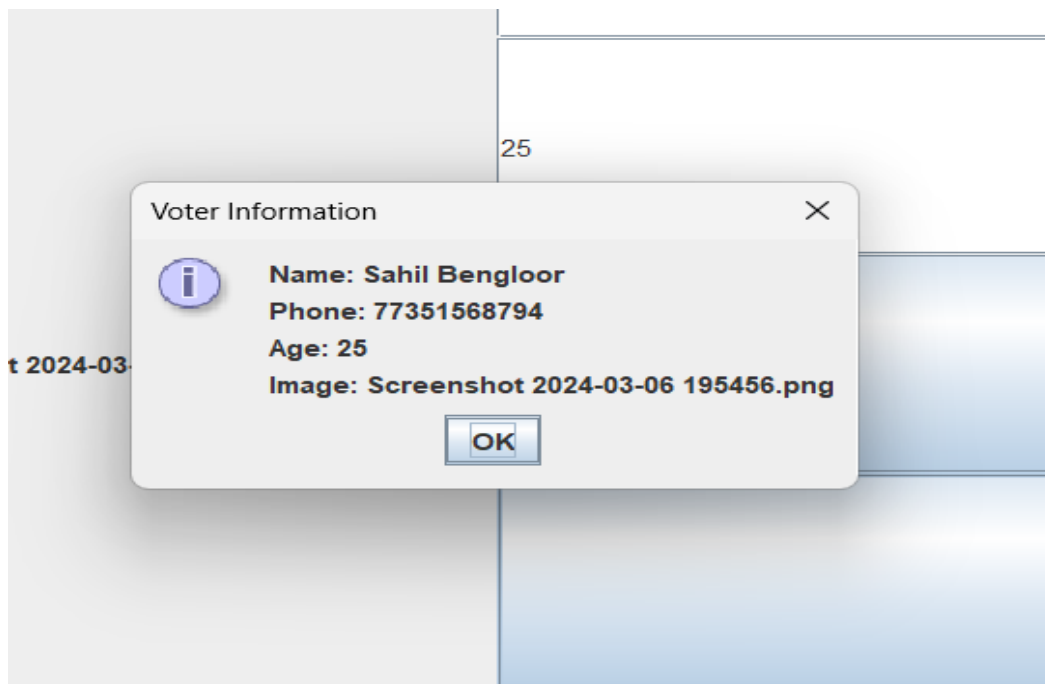 25
Voter Information
Name: Sahil Bengloor
Phone: 77351568794
Age: 25
t 2024-03-
Image: Screenshot 2024-03-06 195456.png
OK